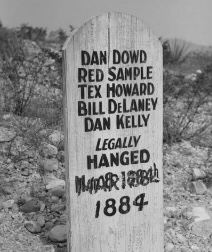 DAN DOWD
RED SAMPLE
TEX HOWARD
BILL DELANEY
DAN KELLY
LEGALLY
HANGED
1884